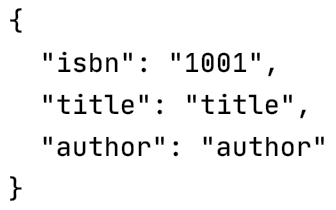 {
  "isbn": "1001",
  "title": "title",
  "author": "author"
}